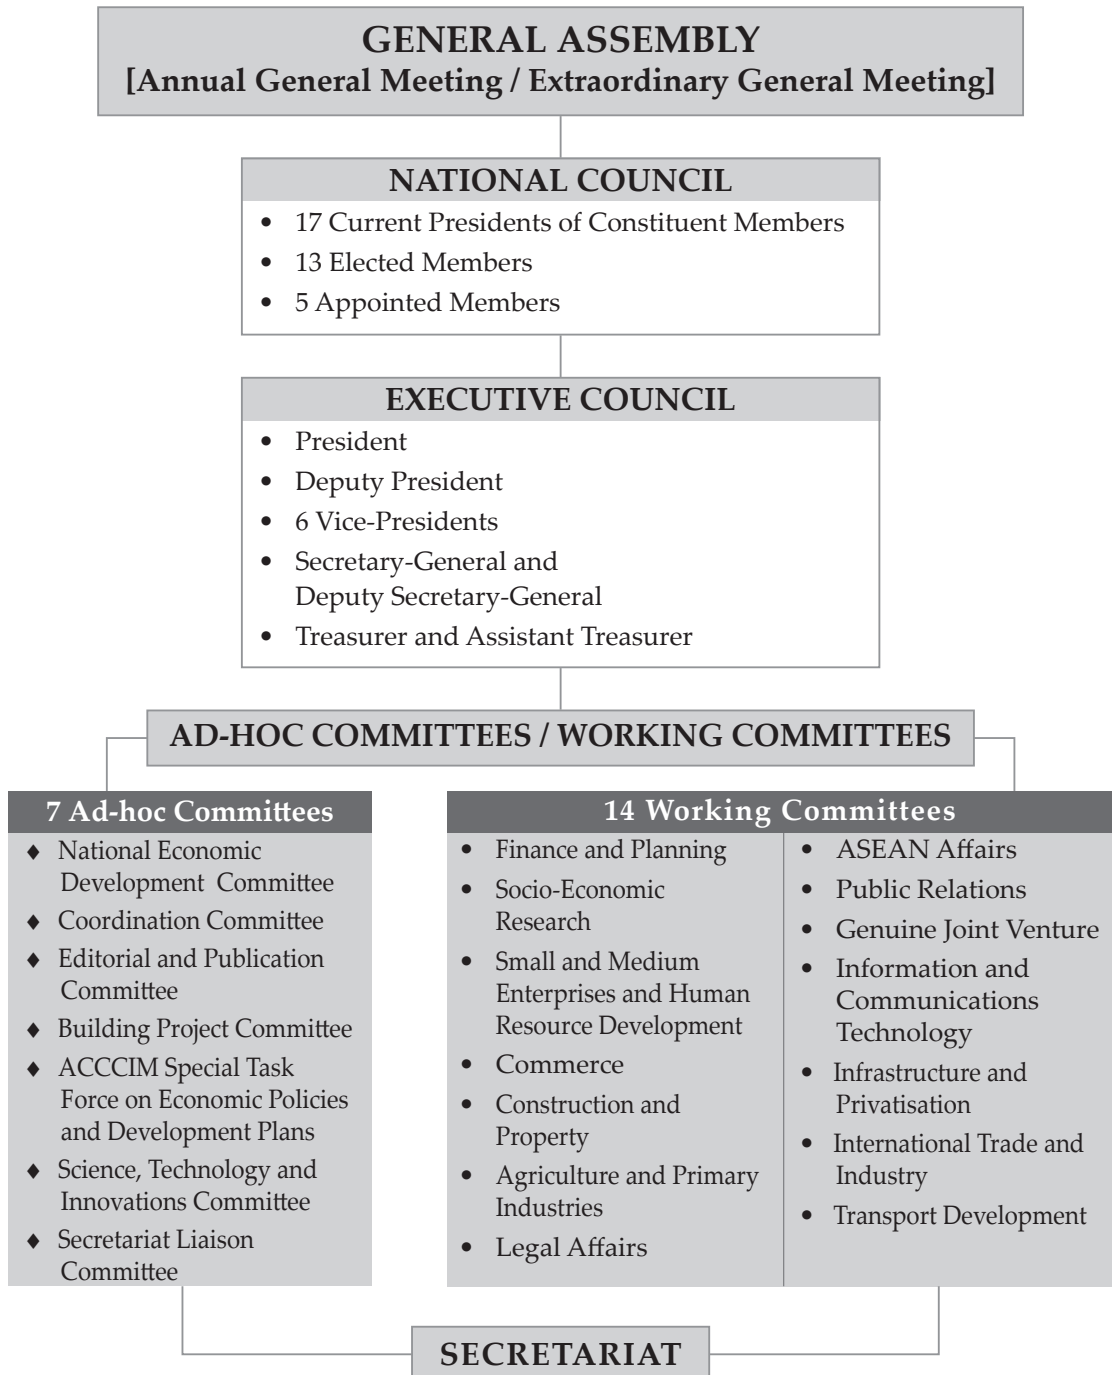 GENERAL ASSEMBLY
[Annual General Meeting / Extraordinary General Meeting]
NATIONAL COUNCIL
• 17 Current Presidents of Constituent Members
• 13 Elected Members
• 5 Appointed Members
EXECUTIVE COUNCIL
• President
• Deputy President
• 6 Vice-Presidents
• Secretary-General and
Deputy Secretary-General
• Treasurer and Assistant Treasurer
AD-HOC COMMITTEES / WORKING COMMITTEES
7 Ad-hoc Committees
♦ National Economic
Development Committee
♦ Coordination Committee
♦ Editorial and Publication
Committee
♦ Building Project Committee
♦ ACCCIM Special Task
Force on Economic Policies
and Development Plans
♦ Science, Technology and
Innovations Committee
♦ Secretariat Liaison
Committee
14 Working Committees
• Finance and Planning
• Socio-Economic
Research
• Small and Medium
Enterprises and Human
Resource Development
• Commerce
• Construction and
Property
• Agriculture and Primary
Industries
• Legal Affairs
• ASEAN Affairs
• Public Relations
• Genuine Joint Venture
• Information and
Communications
Technology
• Infrastructure and
Privatisation
• International Trade and
Industry
• Transport Development
SECRETARIAT